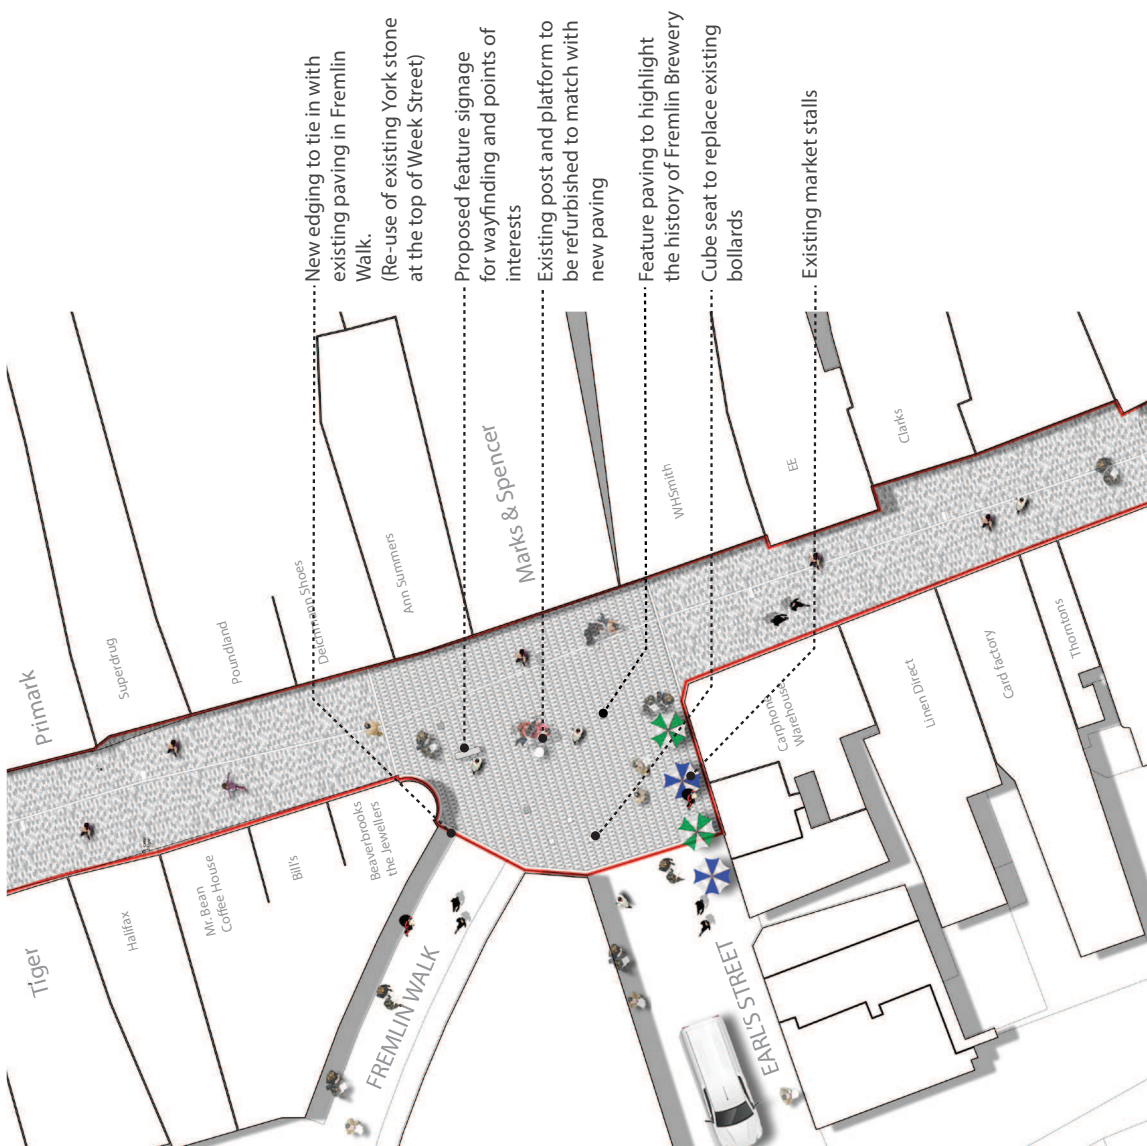 New edging to tie in with
existing paving in Fremlin
Walk.
(Re-use of existing York stone
at the top of Week Street)
Proposed feature signage
for wayfinding and points of
interests
Existing post and platform to
be refurbished to match with
new paving
Feature paving to highlight
the history of Fremlin Brewery
Cube seat to replace existing
bollards
Existing market stalls
Primark
Superdrug
Poundland
Deichmann Shoes
Ann Summers
Marks & Spencer
WHSmith
EE
Clarks
Tiger
Halifax
Mr. Bean
Coffee House
Bill's
Beaverbrooks
the Jewellers
FREMLIN WALK
EARL'S STREET
Carphone
Warehouse
Linen Direct
Card factory
Thorntons